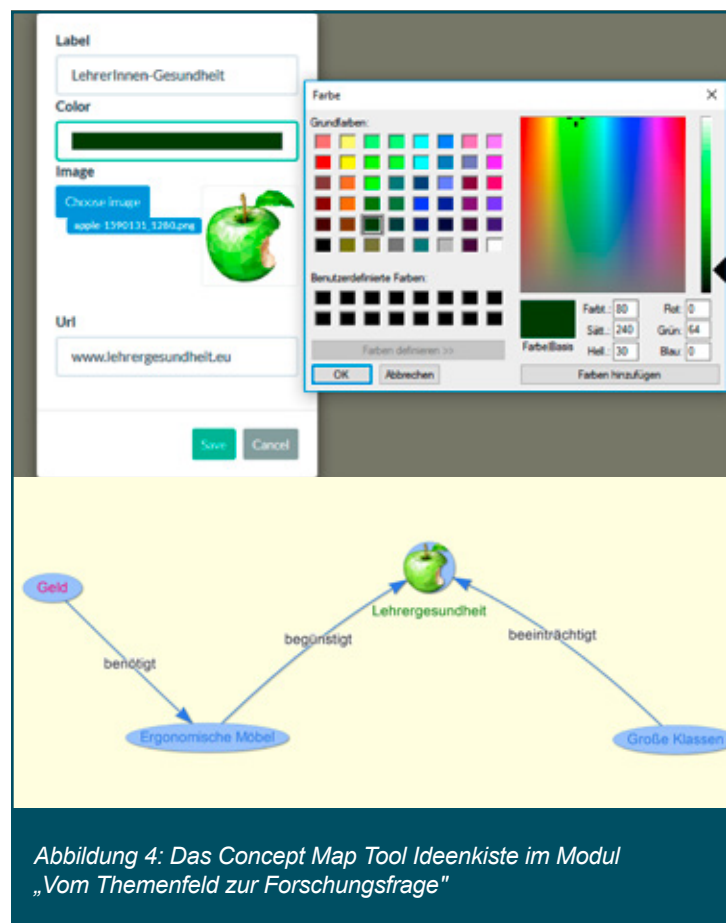 Label
LehrerInnen-Gesundheit
Color
Image
Choose image
apple-1590131_1280.png
Url
www.lehrergesundheit.eu
Save Cancel
Farbe
Grundfarben:
Benutzerdefinierte Farben:
Farben definieren >>
OK Abbrechen
Farbt.: 80 Rot: 0
Sätt.: 240 Grün: 64
Farbe|Basis Hell.: 30 Blau: 0
Farben hinzufügen
Geld
Lehrergesundheit
begünstigt
beeinträchtigt
benötigt
Ergonomische Möbel
Große Klassen
Abbildung 4: Das Concept Map Tool Ideenkiste im Modul
„Vom Themenfeld zur Forschungsfrage"